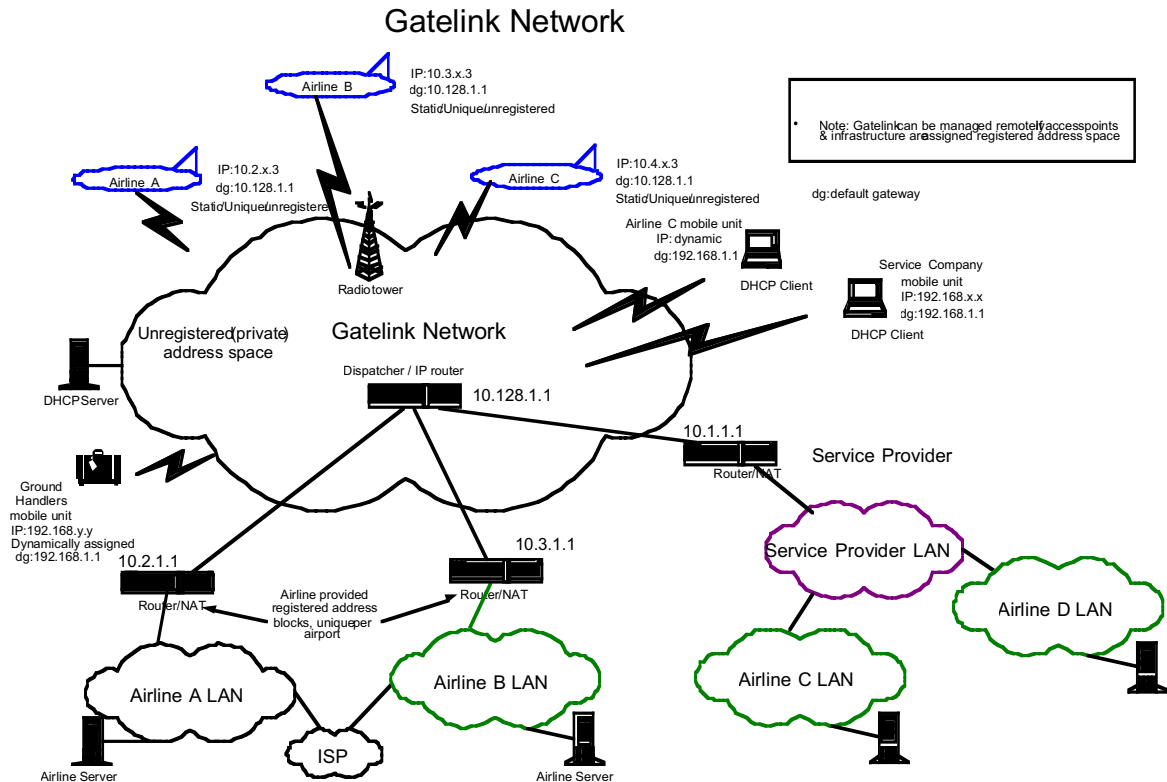 Gatelink Network
Airline B
IP:10.3.x.3
dg:10.128.1.1
Static/Unique/unregistered
Airline A
IP:10.2.x.3
dg:10.128.1.1
Static/Unique/unregistered
Airline C
IP:10.4.x.3
dg:10.128.1.1
Static/Unique/unregistered
• Note: Gatelink can be managed remotely if access points
& infrastructure are assigned registered address space
dg:default gateway
Airline C mobile unit
IP: dynamic
dg:192.168.1.1
DHCP Client
Service Company
mobile unit
IP:192.168.x.x
dg:192.168.1.1
DHCP Client
Radio tower
Unregistered (private)
address space
Gatelink Network
DHCP Server
Dispatcher / IP router
10.128.1.1
10.1.1.1
Router/NAT
Service Provider
Ground
Handlers
mobile unit
IP:192.168.y.y
Dynamically assigned
dg:192.168.1.1
10.2.1.1
Router/NAT
10.3.1.1
Router/NAT
Airline provided
registered address
blocks, unique per
airport
Service Provider LAN
Airline D LAN
Airline A LAN
Airline B LAN
Airline C LAN
ISP
Airline Server
Airline Server